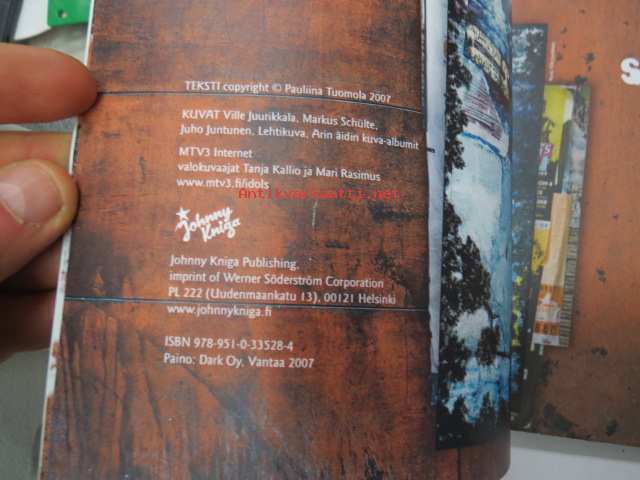 TEKSTI copyright © Pauliina Tuomola 2007
KUVAT Ville Juurikkala, Markus Schülte,
Juho Juntunen, Lehtikuva, Arin äidin kuva-albumit
MTV3 Internet
valokuvaajat Tanja Kallio ja Mari Rasimus
www.mtv3.fi/idols
Antikvariaatti.net
Johnny
Kniga
Johnny Kniga Publishing,
imprint of Werner Söderström Corporation
PL 222 (Uudenmaankatu 13), 00121 Helsinki
www.johnnykniga.fi
ISBN 978-951-0-33528-4
Paino: Dark Oy. Vantaa 2007
S